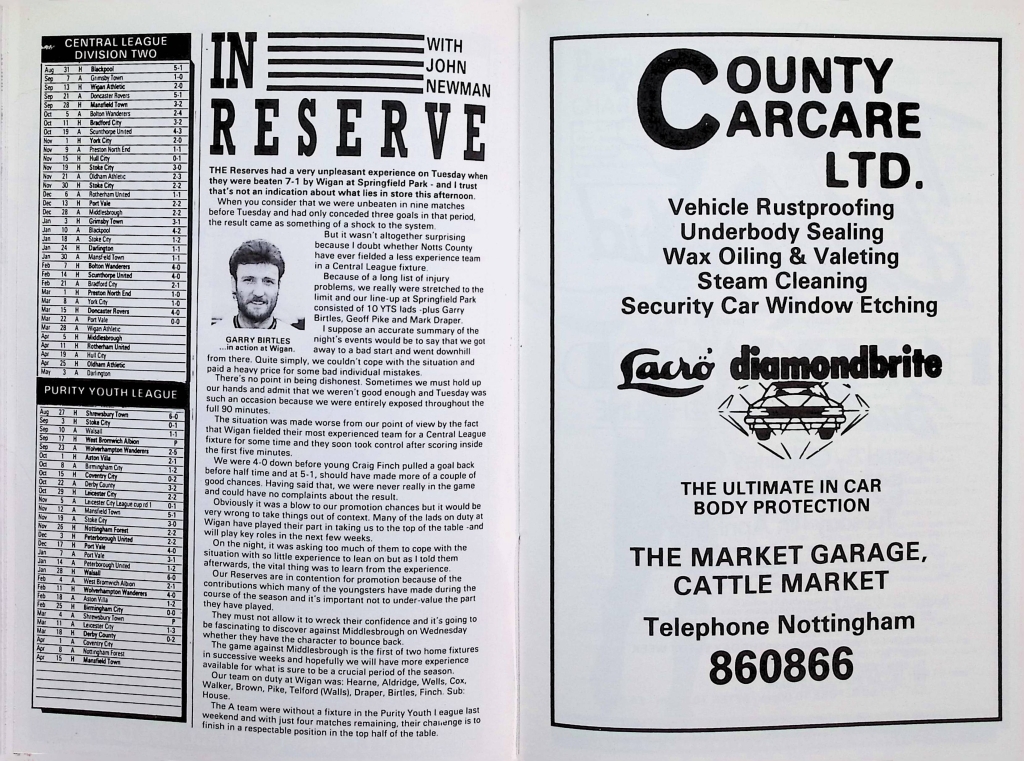 CENTRAL LEAGUE
DIVISION TWO
Aug 31 H Blackpool 5-1
Sep 7 A Grimsby Town 1-0
Sep 13 H Wigan Athletic 2-0
Sep 21 A Doncaster Rovers 5-1
Sep 28 H Mansfield Town 3-2
Oct 5 A Bolton Wanderers 2-4
Oct 11 H Bradford City 3-2
Oct 19 A Scunthorpe United 4-3
Nov 1 H York City 2-0
Nov 9 A Preston North End 1-1
Nov 15 H Hull City 0-1
Nov 19 H Stoke City 3-0
Nov 21 A Oldham Athletic 2-3
Nov 30 H Stoke City 2-2
Dec 6 A Rotherham United 1-1
Dec 13 H Port Vale 2-2
Dec 28 A Middlesbrough 2-2
Jan 3 H Grimsby Town 3-1
Jan 10 A Blackpool 4-2
Jan 18 A Stoke City 1-2
Jan 24 H Darlington 1-1
Jan 30 A Mansfield Town 1-1
Feb 7 H Bolton Wanderers 4-0
Feb 14 H Scunthorpe United 4-0
Feb 21 A Bradford City 2-1
Mar 1 H Preston North End 1-0
Mar 8 A York City 1-0
Mar 15 H Doncaster Rovers 4-0
Mar 22 A Port Vale 0-0
Mar 28 A Wigan Athletic
Apr 5 H Middlesbrough
Apr 11 H Rotherham United
Apr 19 A Hull City
Apr 25 H Oldham Athletic
May 3 A Darlington
PURITY YOUTH LEAGUE
Aug 27 H Shrewsbury Town 6-0
Sep 3 H Stoke City 0-1
Sep 10 A Walsall 1-1
Sep 17 H West Bromwich Albion P
Sep 23 A Wolverhampton Wanderers 2-5
Oct 1 H Aston Villa 2-1
Oct 8 A Birmingham City 1-2
Oct 15 H Coventry City 0-2
Oct 22 A Derby County 3-2
Oct 29 H Leicester City 2-2
Nov 5 A Leicester City League cup rd 1 0-1
Nov 12 A Mansfield Town 5-1
Nov 19 A Stoke City 3-0
Nov 26 H Nottingham Forest 2-2
Dec 3 H Peterborough United 2-2
Dec 17 H Port Vale 4-0
Jan 7 A Port Vale 3-1
Jan 14 A Peterborough United 1-2
Jan 28 H Walsall 6-0
Feb 4 A West Bromwich Albion 2-1
Feb 11 H Wolverhampton Wanderers 4-0
Feb 18 A Aston Villa 1-2
Feb 25 H Birmingham City 0-0
Mar 4 A Shrewsbury Town P
Mar 11 A Leicester City 1-3
Mar 18 H Derby County 0-2
Apr 1 A Coventry City
Apr 8 A Nottingham Forest
Apr 15 H Mansfield Town
IN
RESERVE
WITH
JOHN
NEWMAN
THE Reserves had a very unpleasant experience on Tuesday when
they were beaten 7-1 by Wigan at Springfield Park - and I trust
that's not an indication about what lies in store this afternoon.
When you consider that we were unbeaten in nine matches
before Tuesday and had only conceded three goals in that period,
the result came as something of a shock to the system.
But it wasn't altogether surprising
because I doubt whether Notts County
have ever fielded a less experience team
in a Central League fixture.
Because of a long list of injury
problems, we really were stretched to the
limit and our line-up at Springfield Park
consisted of 10 YTS lads -plus Garry
Birtles, Geoff Pike and Mark Draper.
I suppose an accurate summary of the
night's events would be to say that we got
away to a bad start and went downhill
GARRY BIRTLES
...in action at Wigan.
from there. Quite simply, we couldn't cope with the situation and
paid a heavy price for some bad individual mistakes.
There's no point in being dishonest. Sometimes we must hold up
our hands and admit that we weren't good enough and Tuesday was
such an occasion because we were entirely exposed throughout the
full 90 minutes.
The situation was made worse from our point of view by the fact
that Wigan fielded their most experienced team for a Central League
fixture for some time and they soon took control after scoring inside
the first five minutes.
We were 4-0 down before young Craig Finch pulled a goal back
before half time and at 5-1, should have made more of a couple of
good chances. Having said that, we were never really in the game
and could have no complaints about the result.
Obviously it was a blow to our promotion chances but it would be
very wrong to take things out of context. Many of the lads on duty at
Wigan have played their part in taking us to the top of the table -and
will play key roles in the next few weeks.
On the night, it was asking too much of them to cope with the
situation with so little experience to lean on but as I told them
afterwards, the vital thing was to learn from the experience.
Our Reserves are in contention for promotion because of the
contributions which many of the youngsters have made during the
course of the season and it's important not to under-value the part
they have played.
They must not allow it to wreck their confidence and it's going to
be fascinating to discover against Middlesbrough on Wednesday
whether they have the character to bounce back.
The game against Middlesbrough is the first of two home fixtures
in successive weeks and hopefully we will have more experience
available for what is sure to be a crucial period of the season.
Our team on duty at Wigan was: Hearne, Aldridge, Wells, Cox,
Walker, Brown, Pike, Telford (Walls), Draper, Birtles, Finch. Sub:
House.
The A team were without a fixture in the Purity Youth League last
weekend and with just four matches remaining, their challenge is to
finish in a respectable position in the top half of the table.
COUNTY
CARCARE
LTD.
Vehicle Rustproofing
Underbody Sealing
Wax Oiling & Valeting
Steam Cleaning
Security Car Window Etching
Lacrö diamondbrite
THE ULTIMATE IN CAR
BODY PROTECTION
THE MARKET GARAGE,
CATTLE MARKET
Telephone Nottingham
860866